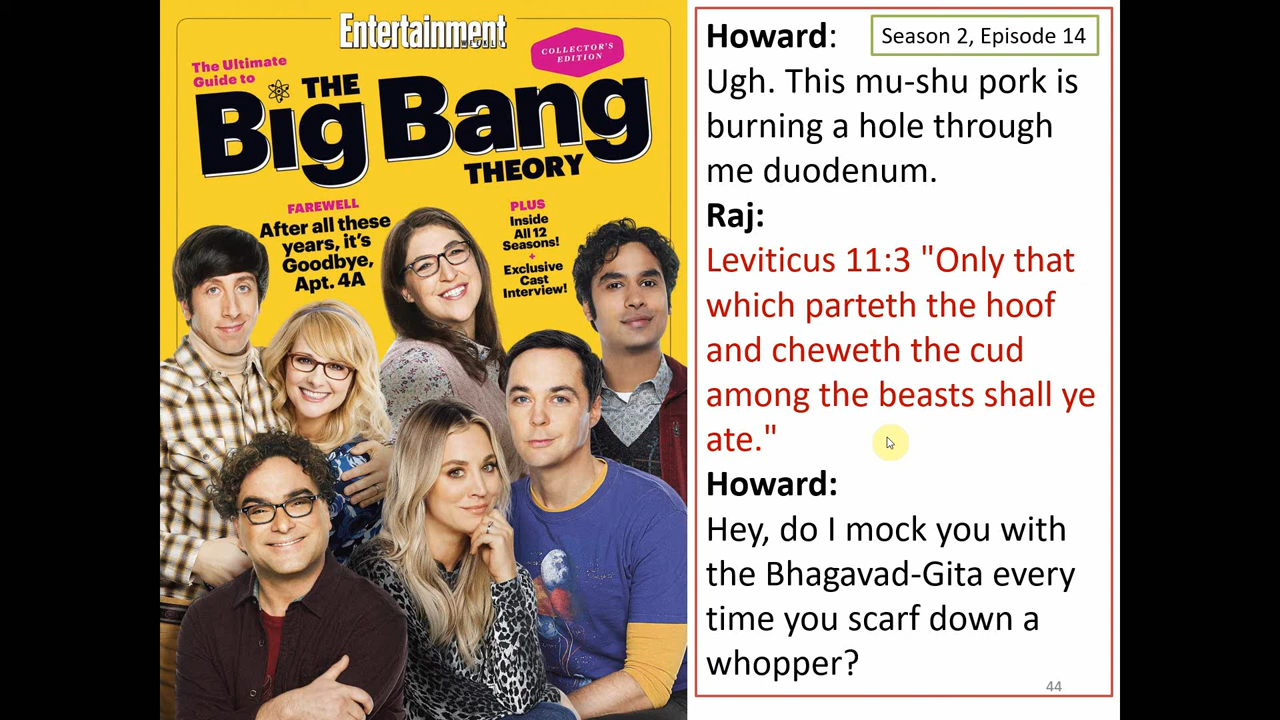 Entertainment
WEEKLY
COLLECTOR'S
EDITION
The Ultimate
Guide to
THE
Big Bang
THEORY
FAREWELL
After all these
years, it's
Goodbye,
Apt. 4A
PLUS
Inside
All 12
Seasons!
+
Exclusive
Cast
Interview!
Howard:
Season 2, Episode 14
Ugh. This mu-shu pork is
burning a hole through
me duodenum.
Raj:
Leviticus 11:3 "Only that
which parteth the hoof
and cheweth the cud
among the beasts shall ye
ate."
Howard:
Hey, do I mock you with
the Bhagavad-Gita every
time you scarf down a
whopper?
44